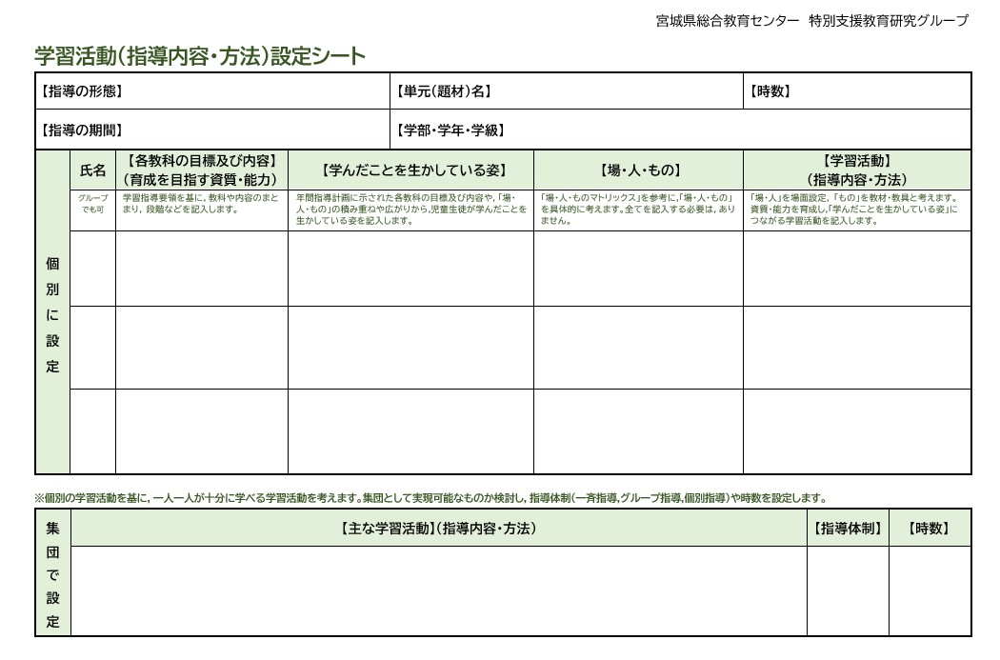 宮城県総合教育センター 特別支援教育研究グループ
学習活動(指導内容・方法)設定シート
【指導の形態】
【単元(題材)名】
【時数】
【指導の期間】
【学部・学年・学級】
個別に設定
氏名
【各教科の目標及び内容】
(育成を目指す資質・能力)
【学んだことを生かしている姿】
【場・人・もの】
【学習活動】
(指導内容・方法)
グループ
でも可
学習指導要領を基に,教科や内容のまと
まり, 段階などを記入します。
年間指導計画に示された各教科の目標及び内容や,「場・
人・もの」の積み重ねや広がりから,児童生徒が学んだことを
生かしている姿を記入します。
「場・人・ものマトリックス」を参考に,「場・人・もの」
を具体的に考えます。全てを記入する必要は,あり
ません。
「場・人」を場面設定, 「もの」を教材・教具と考えます。
資質・能力を育成し,「学んだことを生かしている姿」に
つながる学習活動を記入します。
※個別の学習活動を基に, 一人一人が十分に学べる学習活動を考えます。集団として実現可能なものか検討し, 指導体制(一斉指導,グループ指導,個別指導)や時数を設定します。
集団で設定
【主な学習活動】(指導内容・方法)
【指導体制】
【時数】